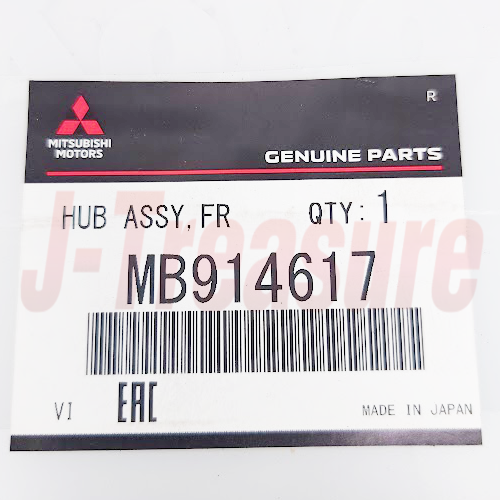 R
MITSUBISHI
MOTORS
GENUINE PARTS
HUB ASSY,FR QTY:1
J-Treasure
MB914617
VI EAC MADE IN JAPAN